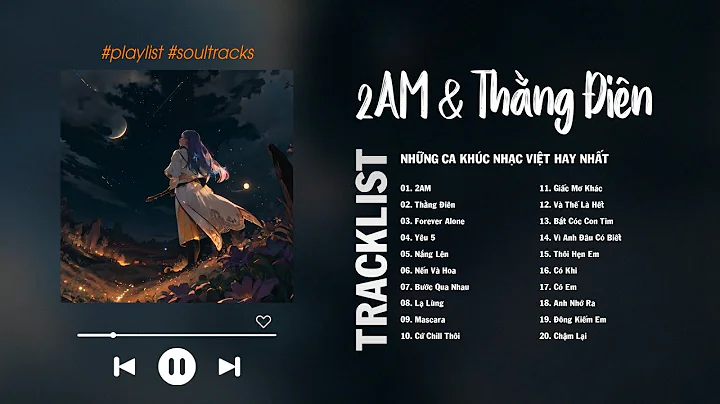 #playlist #soultracks
2AM & Thằng Điên
TRACKLIST
NHỮNG CA KHÚC NHẠC VIỆT HAY NHẤT
01. 2AM
02. Thằng Điên
03. Forever Alone
04. Yêu 5
05. Nắng Lên
06. Nến Và Hoa
07. Bước Qua Nhau
08. Lạ Lùng
09. Mascara
10. Cứ Chill Thôi
11. Giấc Mơ Khác
12. Và Thế Là Hết
13. Bắt Cóc Con Tim
14. Vì Anh Đâu Có Biết
15. Thôi Hẹn Em
16. Có Khi
17. Có Em
18. Anh Nhớ Ra
19. Đông Kiếm Em
20. Chậm Lại